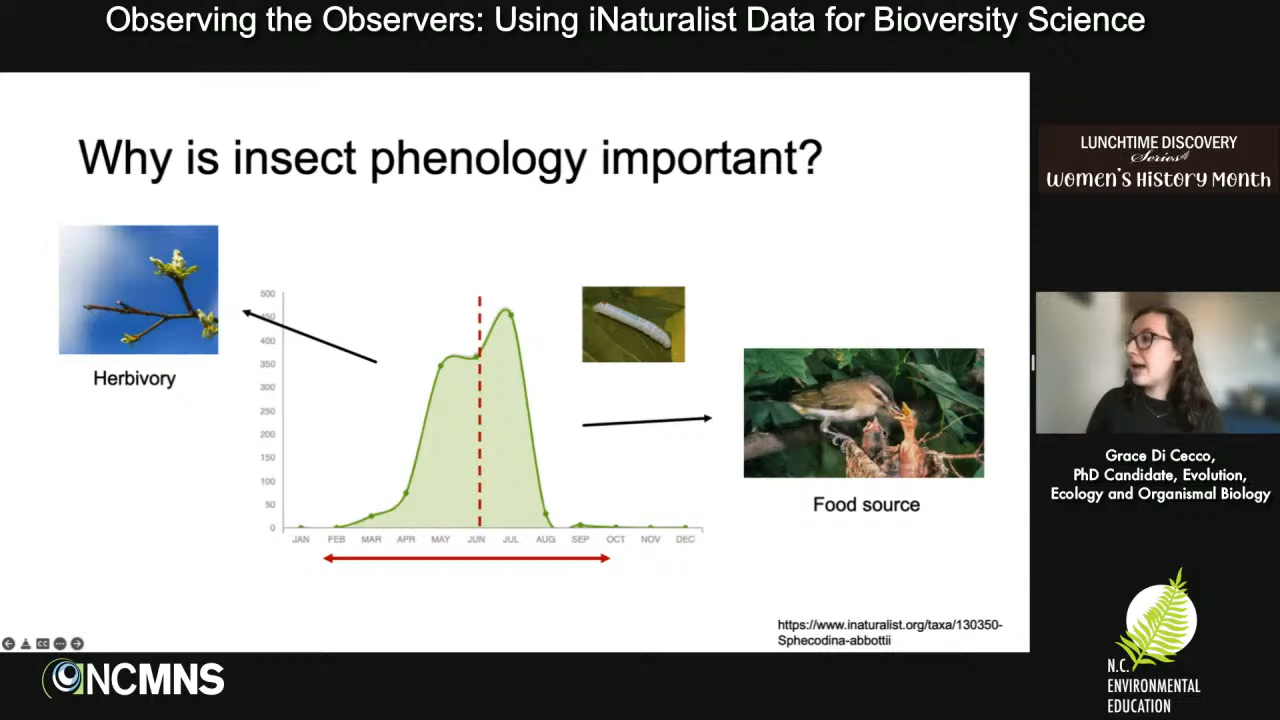 Observing the Observers: Using iNaturalist Data for Bioversity Science
Why is insect phenology important?
LUNCHTIME DISCOVERY
Series
Women's History Month
Herbivory
500
450
400
350
300
250
200
150
100
50
0
JAN FEB MAR APR MAY JUN JUL AUG SEP OCT NOV DEC
Food source
Grace Di Cecco,
PhD Candidate, Evolution,
Ecology and Organismal Biology
https://www.inaturalist.org/taxa/130350-
Sphecodina-abbottii
CC
NCMNS
N.C.
ENVIRONMENTAL
EDUCATION